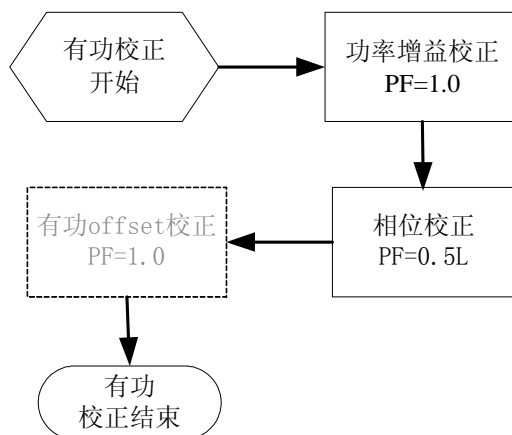 有功校正
开始
功率增益校正
PF=1.0
相位校正
PF=0.5L
有功offset校正
PF=1.0
有功
校正结束